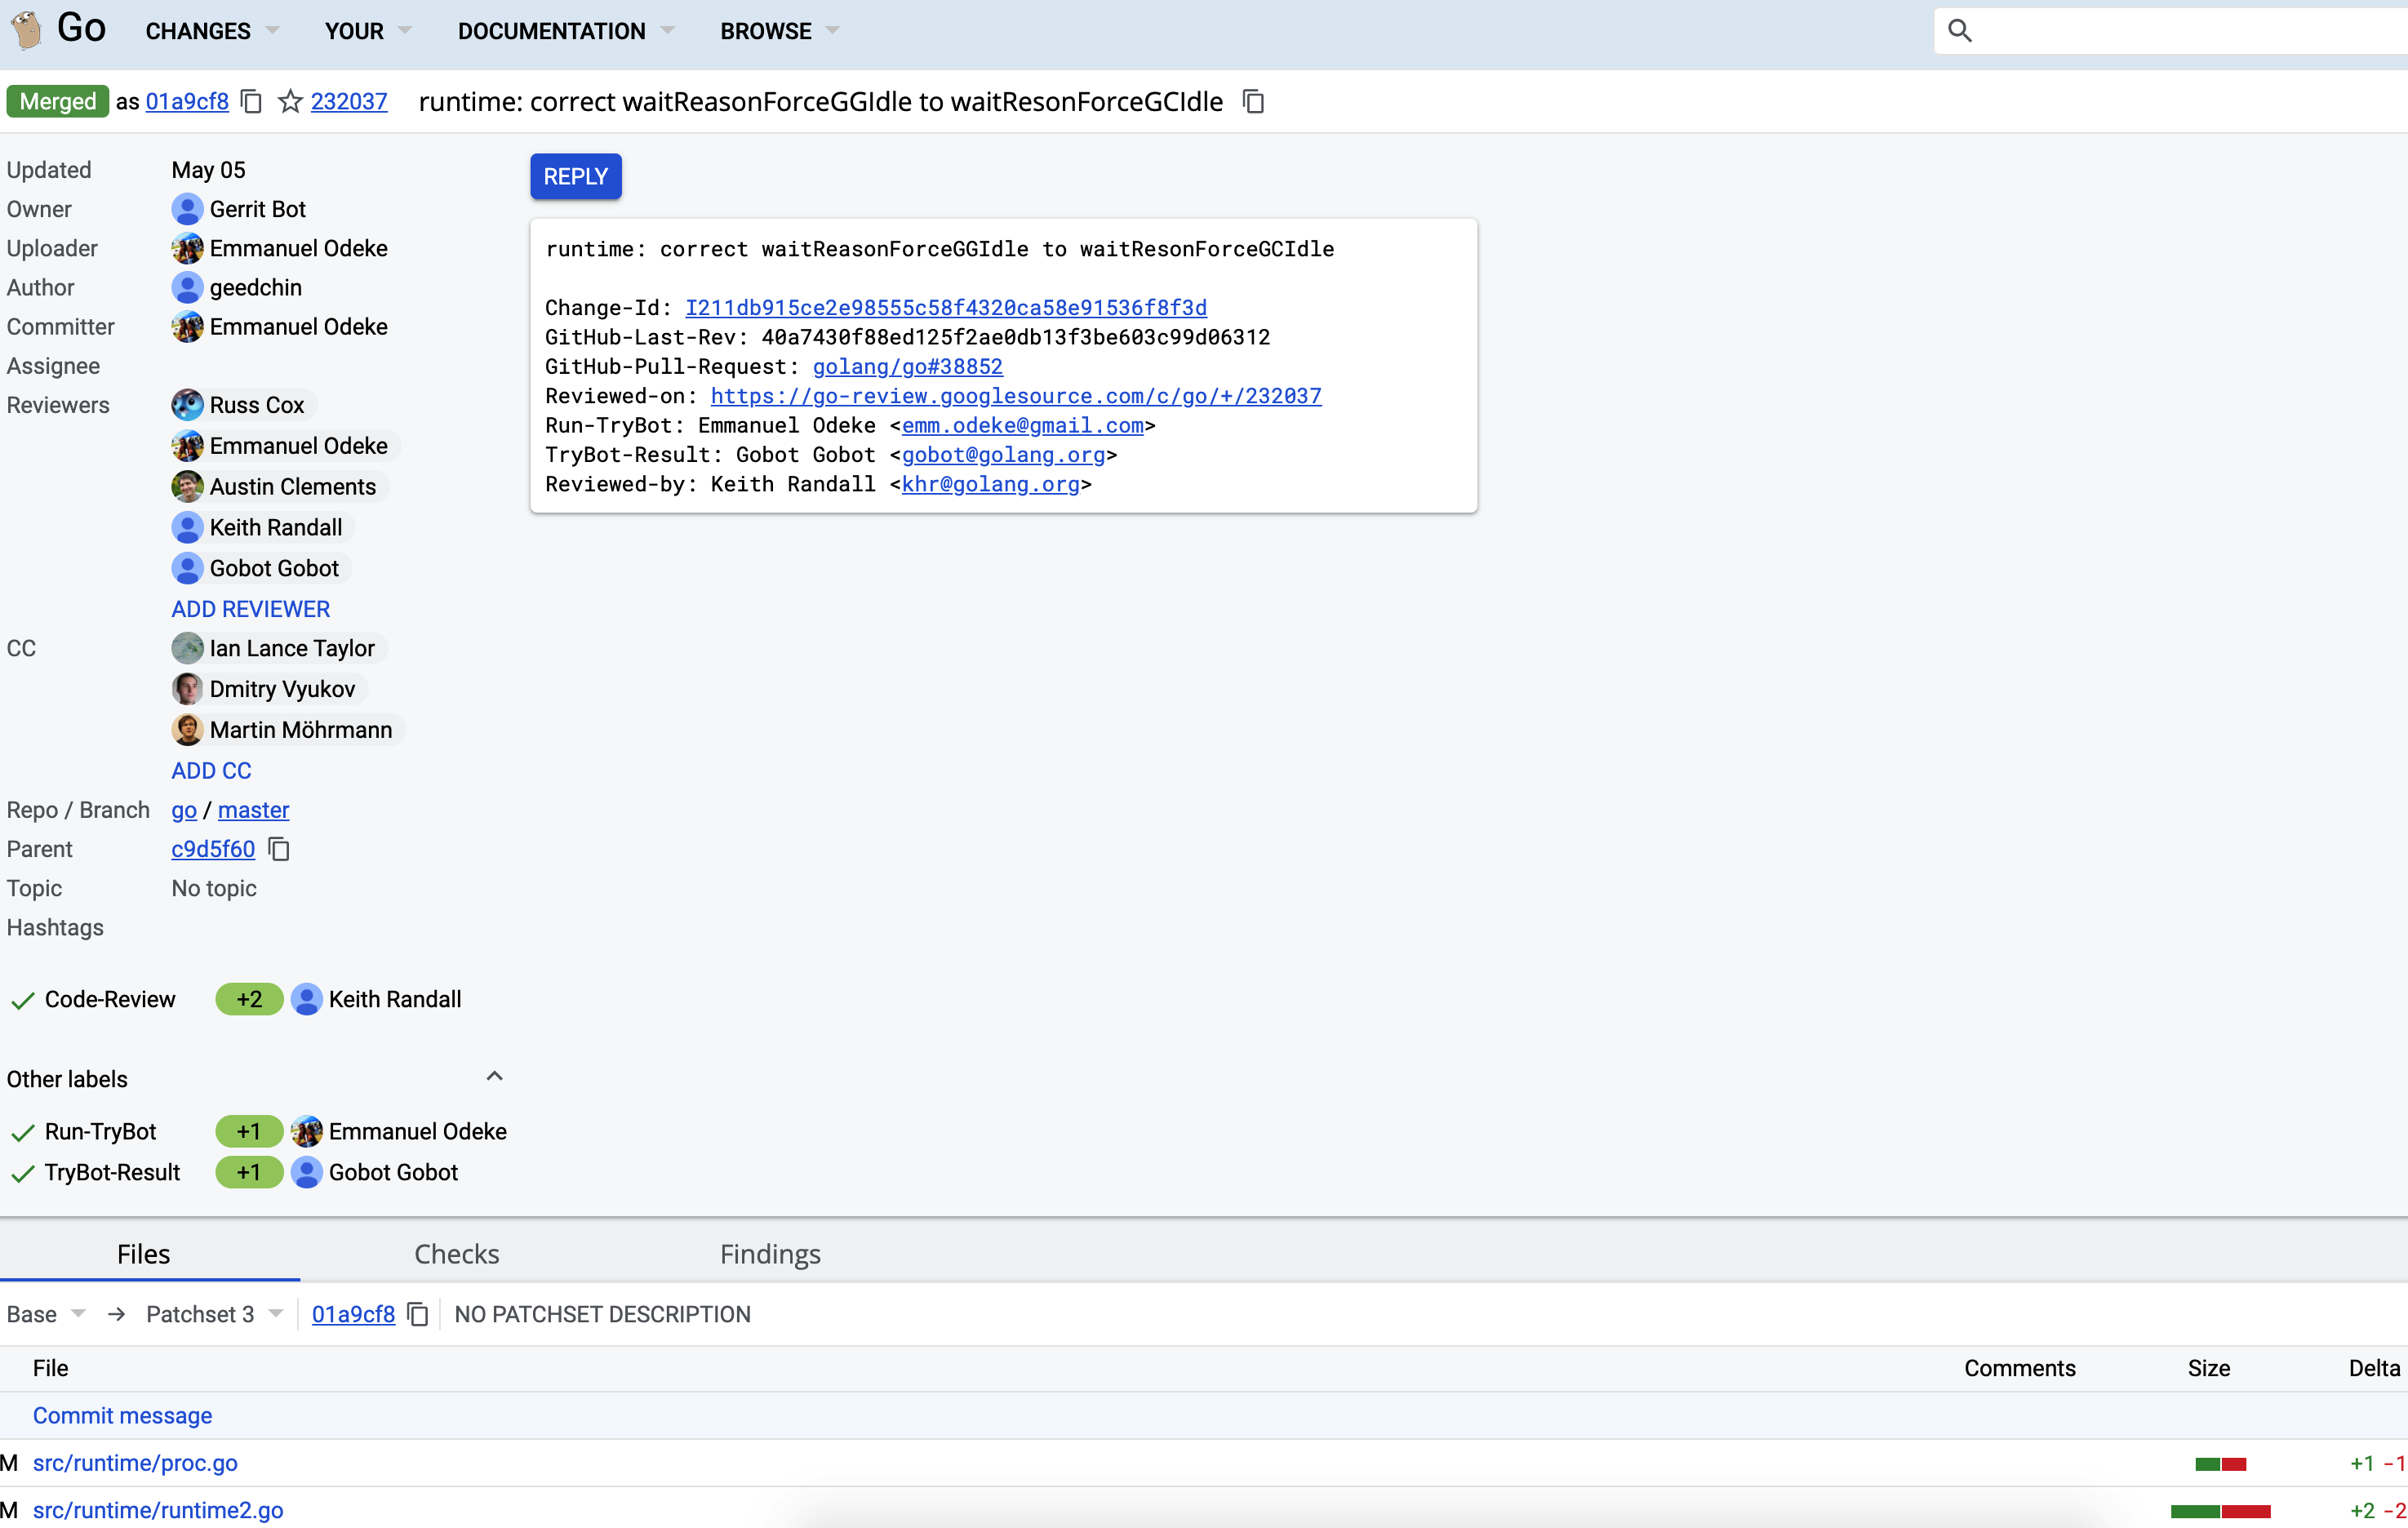 Go CHANGES YOUR DOCUMENTATION BROWSE
Merged as 01a9cf8 232037 runtime: correct waitReasonForceGGIdle to waitResonForceGCIdle
Updated May 05
Owner Gerrit Bot
Uploader Emmanuel Odeke
Author geedchin
Committer Emmanuel Odeke
Assignee
Reviewers Russ Cox
Emmanuel Odeke
Austin Clements
Keith Randall
Gobot Gobot
ADD REVIEWER
CC Ian Lance Taylor
Dmitry Vyukov
Martin Möhrmann
ADD CC
Repo / Branch go / master
Parent c9d5f60
Topic No topic
Hashtags
Code-Review +2 Keith Randall
Other labels
Run-TryBot +1 Emmanuel Odeke
TryBot-Result +1 Gobot Gobot
REPLY
runtime: correct waitReasonForceGGIdle to waitResonForceGCIdle
Change-Id: I211db915ce2e98555c58f4320ca58e91536f8f3d
GitHub-Last-Rev: 40a7430f88ed125f2ae0db13f3be603c99d06312
GitHub-Pull-Request: golang/go#38852
Reviewed-on: https://go-review.googlesource.com/c/go/+/232037
Run-TryBot: Emmanuel Odeke <emm.odeke@gmail.com>
TryBot-Result: Gobot Gobot <gobot@golang.org>
Reviewed-by: Keith Randall <khr@golang.org>
Files Checks Findings
Base → Patchset 3 01a9cf8 NO PATCHSET DESCRIPTION
File Comments Size Delta
Commit message
M src/runtime/proc.go +1 -1
M src/runtime/runtime2.go +2 -2